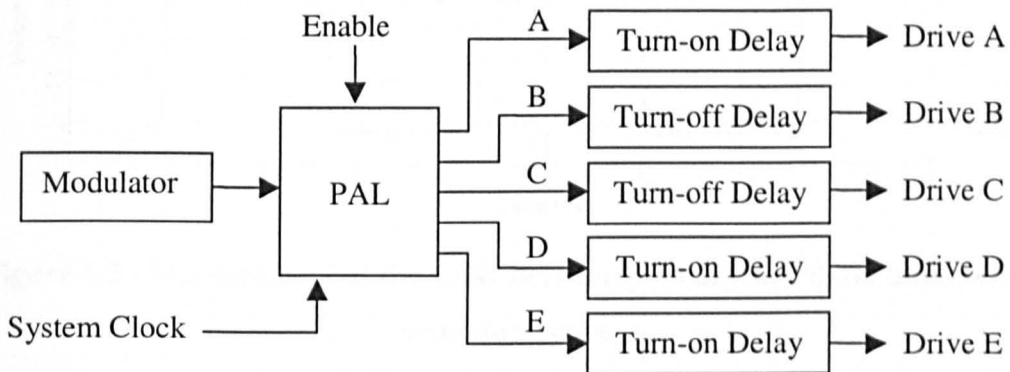 Enable
A
Turn-on Delay
Drive A
B
Turn-off Delay
Drive B
Modulator
PAL
C
Turn-off Delay
Drive C
D
Turn-on Delay
Drive D
System Clock
E
Turn-on Delay
Drive E